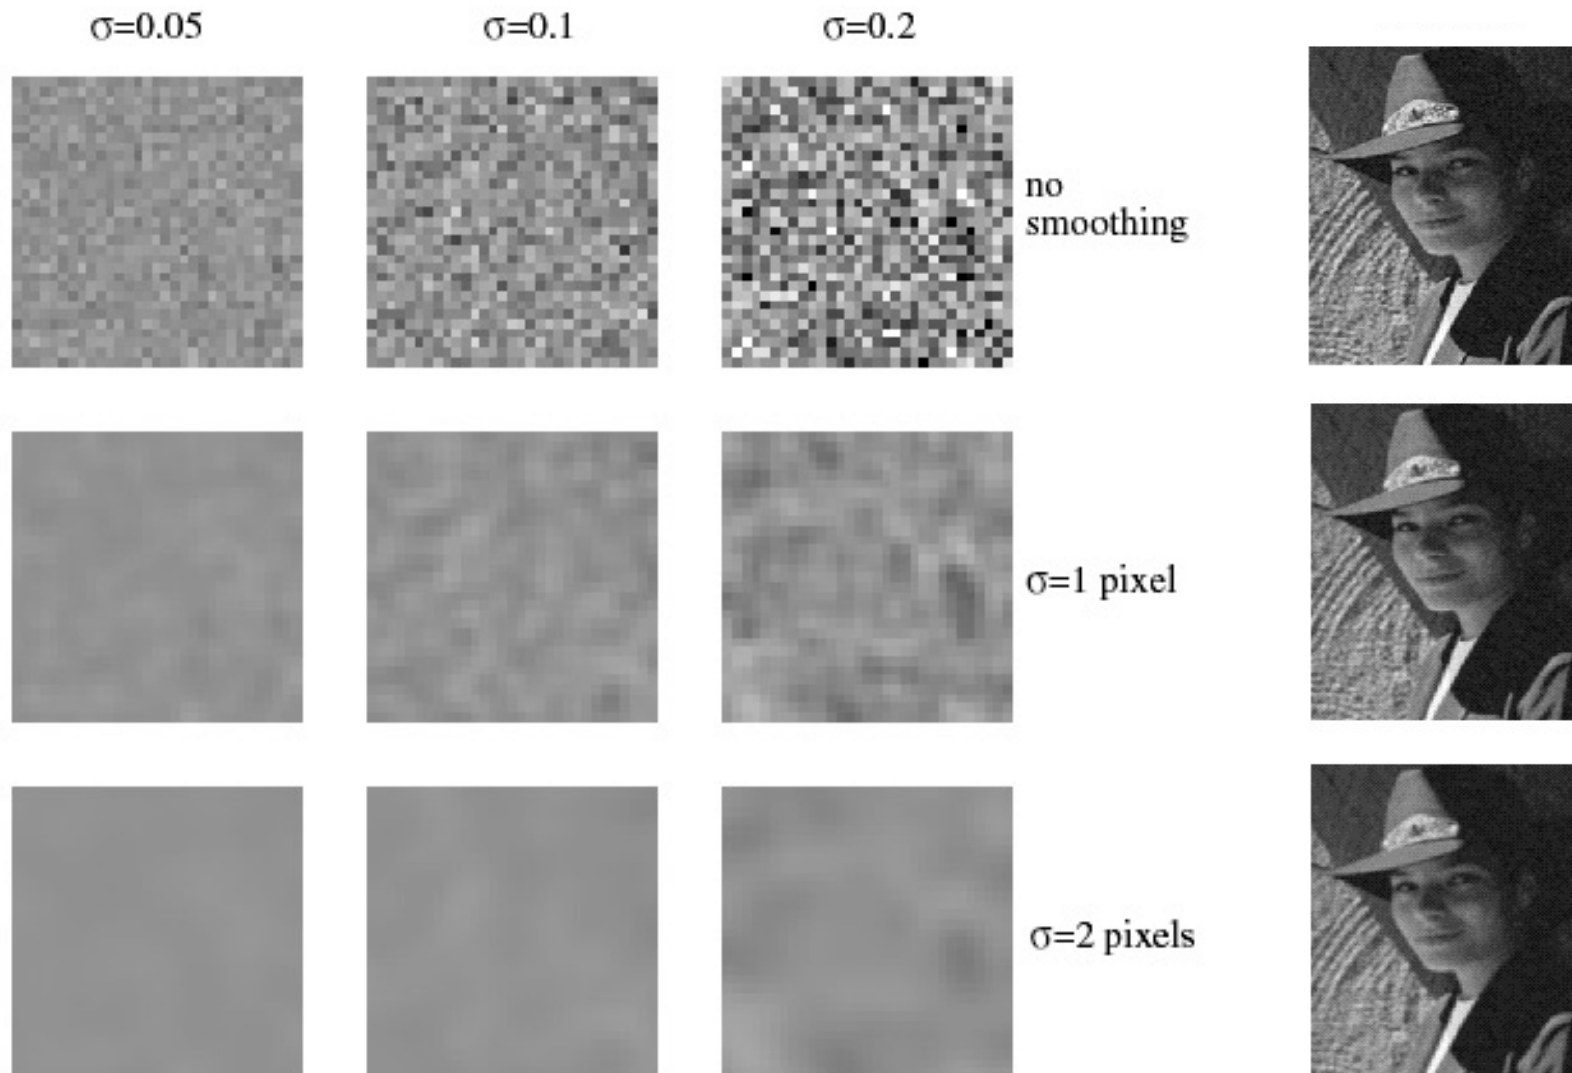 σ=0.05
σ=0.1
σ=0.2
no
smoothing
σ=1 pixel
σ=2 pixels